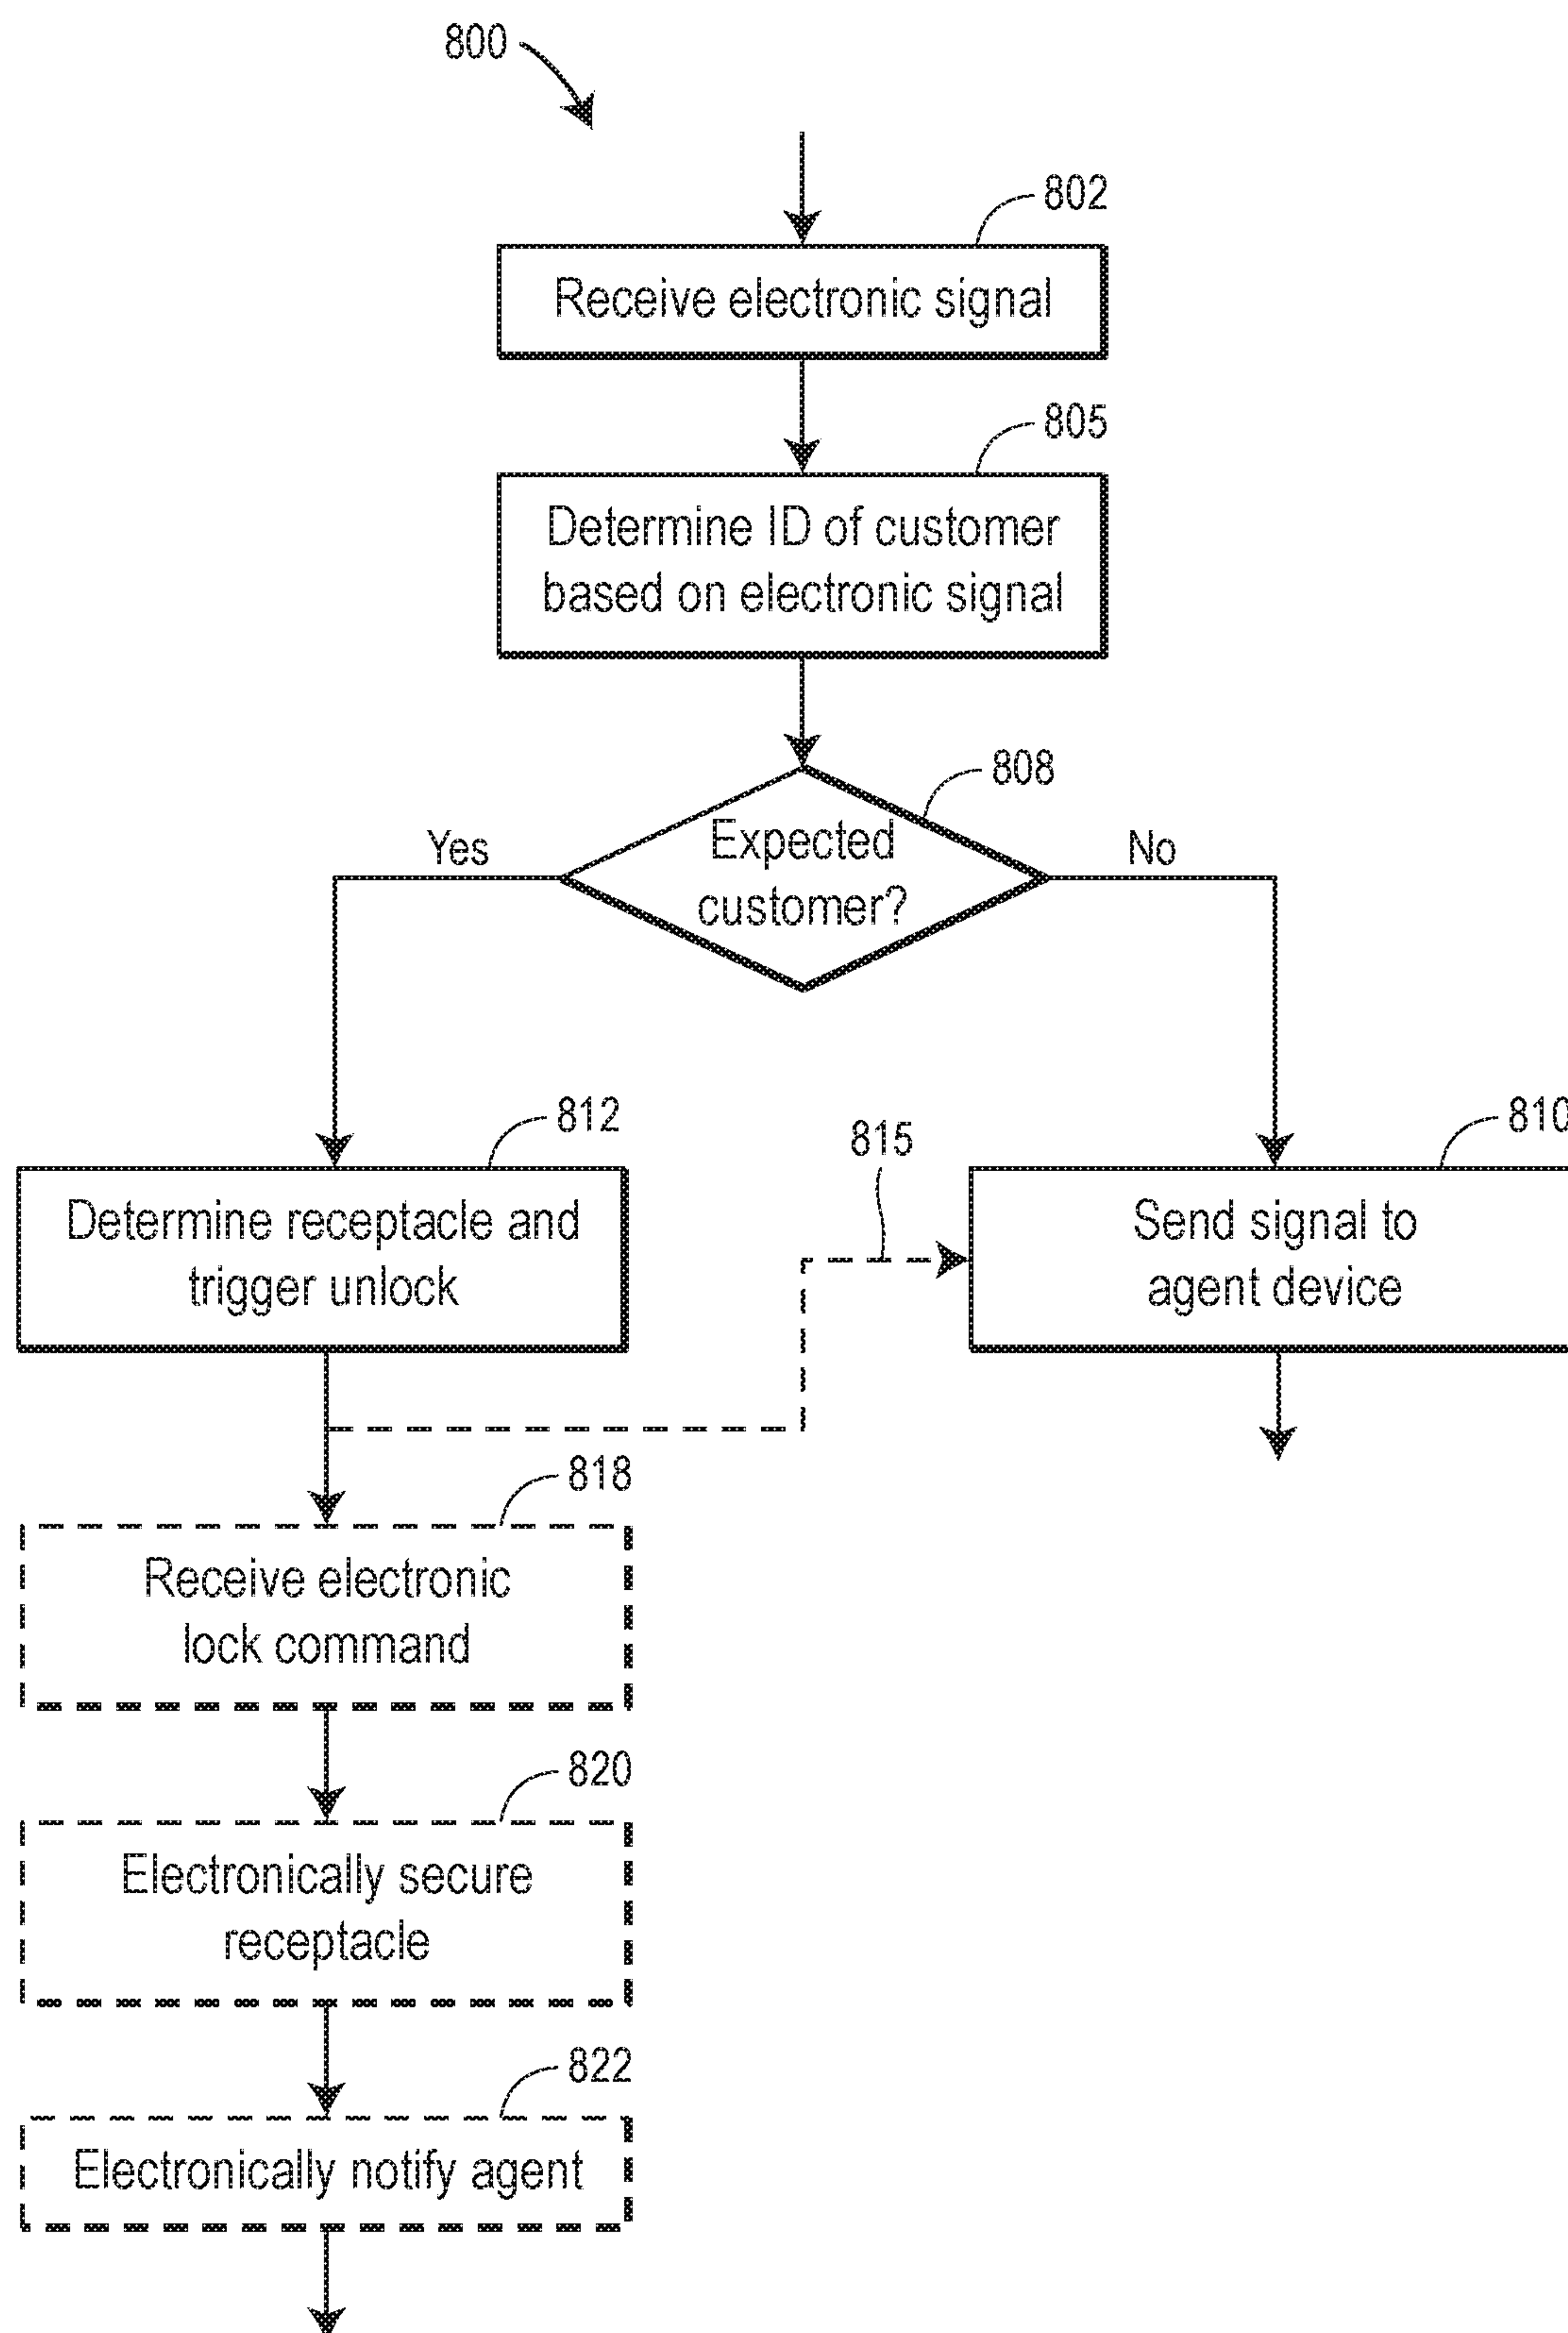 800
802
Receive electronic signal
805
Determine ID of customer
based on electronic signal
808
Expected
customer?
Yes
No
812
Determine receptacle and
trigger unlock
815
810
Send signal to
agent device
818
Receive electronic
lock command
820
Electronically secure
receptacle
822
Electronically notify agent